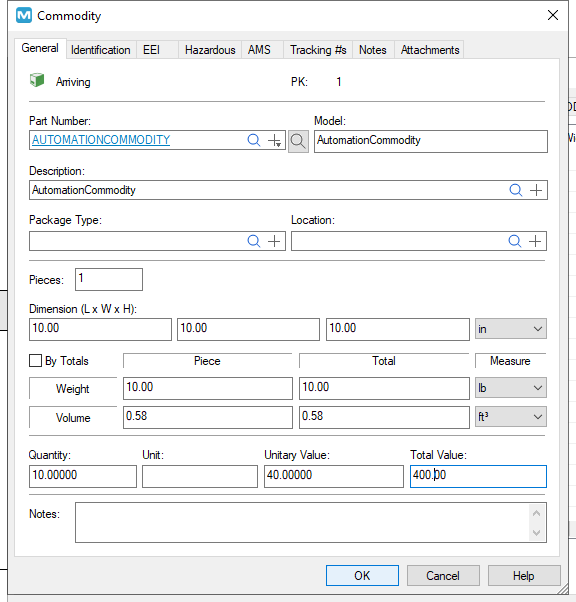 Commodity
General Identification EEI Hazardous AMS Tracking #s Notes Attachments
Arriving PK: 1
Part Number: Model:
AUTOMATIONCOMMODITY AutomationCommodity
Description:
AutomationCommodity
Package Type: Location:
Pieces: 1
Dimension (L x W x H):
10.00 10.00 10.00 in
By Totals Piece Total Measure
Weight 10.00 10.00 lb
Volume 0.58 0.58 ft³
Quantity: Unit: Unitary Value: Total Value:
10.00000 40.00000 400.00
Notes:
OK Cancel Help